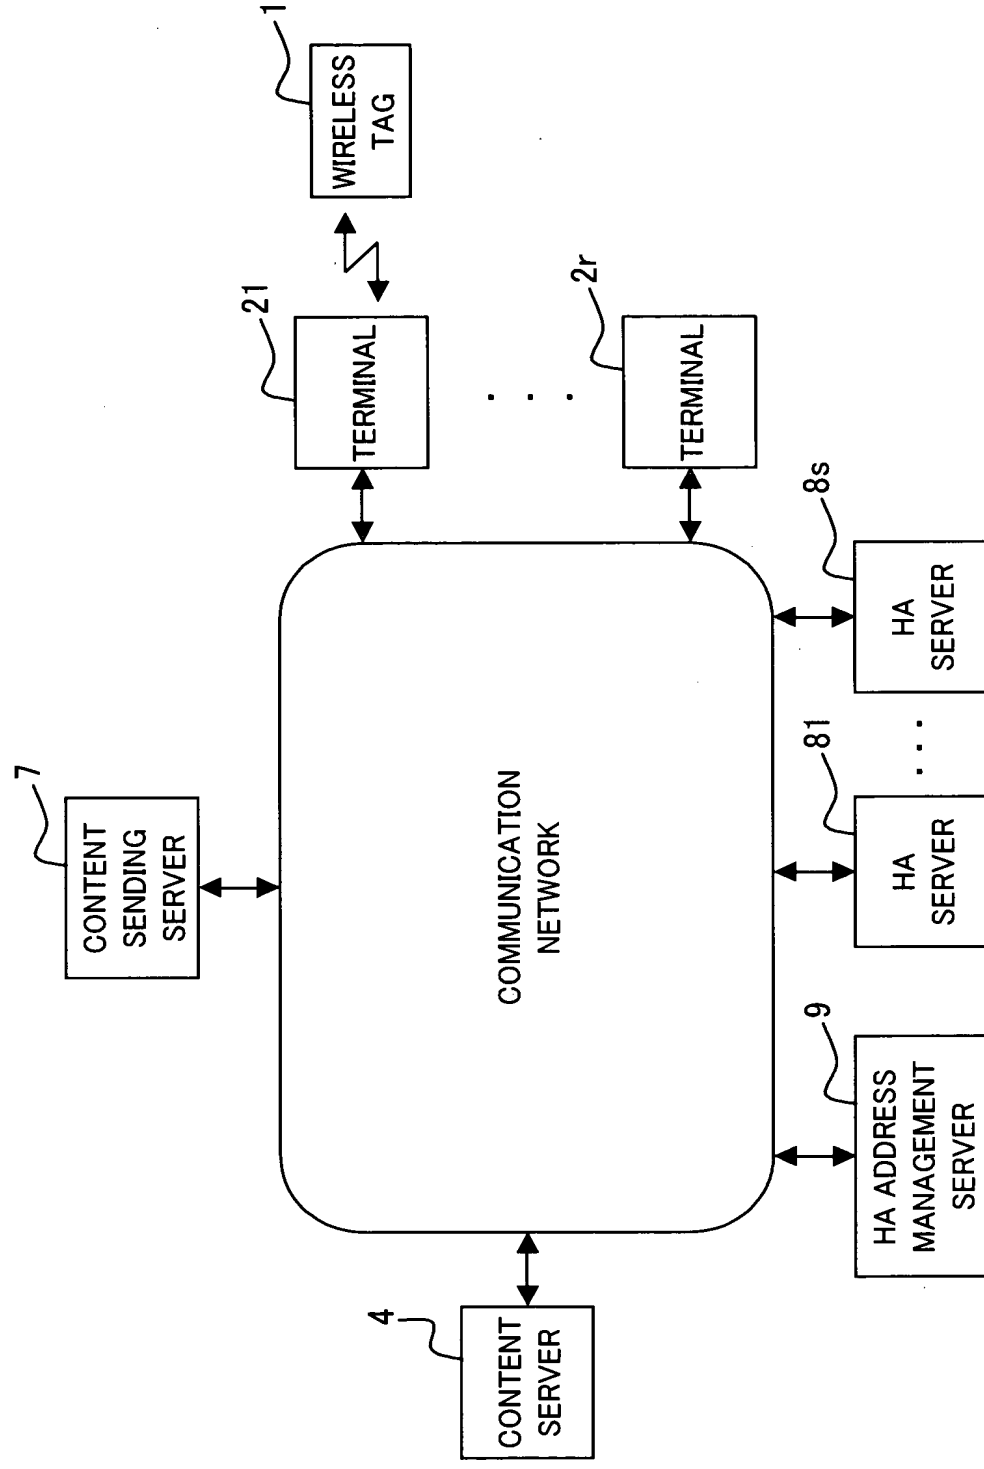 7
CONTENT
SENDING
SERVER
4
CONTENT
SERVER
COMMUNICATION
NETWORK
21
TERMINAL
1
WIRELESS
TAG
. . .
2r
TERMINAL
9
HA ADDRESS
MANAGEMENT
SERVER
81
HA
SERVER
. . .
8s
HA
SERVER